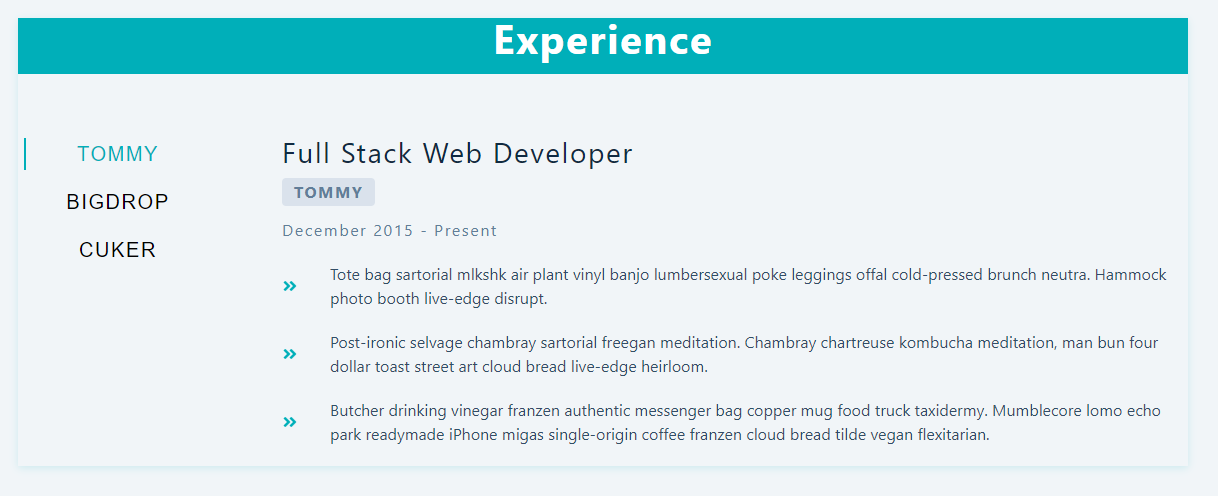 Experience
TOMMY
BIGDROP
CUKER
Full Stack Web Developer
TOMMY
December 2015 - Present
Tote bag sartorial mlkshk air plant vinyl banjo lumbersexual poke leggings offal cold-pressed brunch neutra. Hammock
photo booth live-edge disrupt.
Post-ironic selvage chambray sartorial freegan meditation. Chambray chartreuse kombucha meditation, man bun four
dollar toast street art cloud bread live-edge heirloom.
Butcher drinking vinegar franzen authentic messenger bag copper mug food truck taxidermy. Mumblecore lomo echo
park readymade iPhone migas single-origin coffee franzen cloud bread tilde vegan flexitarian.